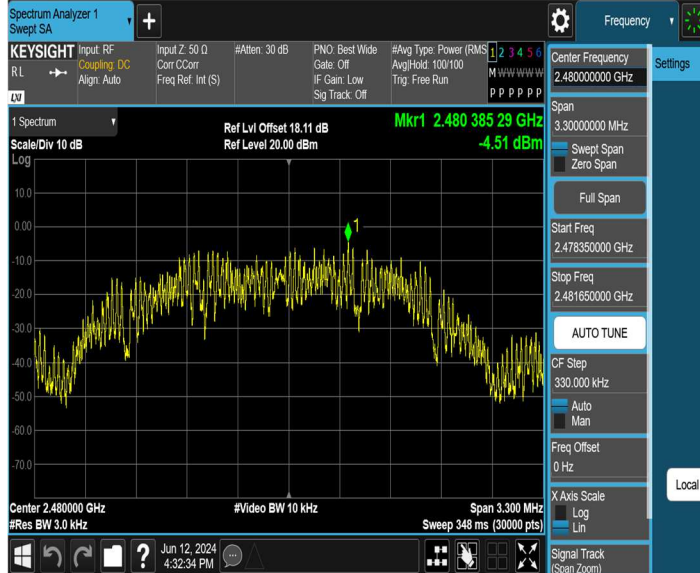 Spectrum Analyzer 1
Swept SA
Frequency
KEYSIGHT
RL
LXI
Input: RF
Coupling: DC
Align: Auto
Input Z: 50 Ω
Corr CCorr
Freq Ref: Int (S)
#Atten: 30 dB
PNO: Best Wide
Gate: Off
IF Gain: Low
Sig Track: Off
#Avg Type: Power (RMS
Avg|Hold: 100/100
Trig: Free Run
1 2 3 4 5 6
M W W W W W
P P P P P P
1 Spectrum
Scale/Div 10 dB
Log
Ref Lvl Offset 18.11 dB
Ref Level 20.00 dBm
Mkr1 2.480 385 29 GHz
-4.51 dBm
1
10.0
0.00
-10.0
-20.0
-30.0
-40.0
-50.0
-60.0
-70.0
Center 2.480000 GHz
#Res BW 3.0 kHz
#Video BW 10 kHz
Span 3.300 MHz
Sweep 348 ms (30000 pts)
?
Jun 12, 2024
4:32:34 PM
Center Frequency
2.480000000 GHz
Span
3.30000000 MHz
Swept Span
Zero Span
Full Span
Start Freq
2.478350000 GHz
Stop Freq
2.481650000 GHz
AUTO TUNE
CF Step
330.000 kHz
Auto
Man
Freq Offset
0 Hz
X Axis Scale
Log
Lin
Signal Track
(Span Zoom)
Settings
Local